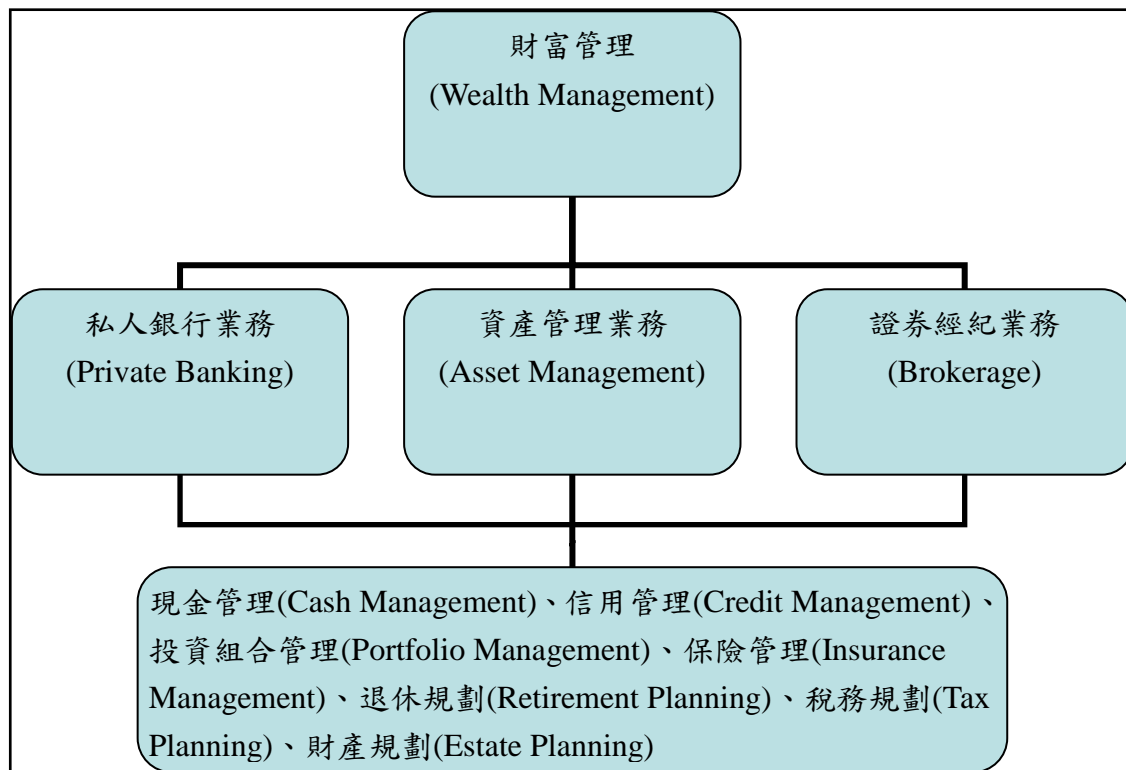 財富管理
(Wealth Management)
私人銀行業務
(Private Banking)
資產管理業務
(Asset Management)
證券經紀業務
(Brokerage)
現金管理(Cash Management)、信用管理(Credit Management)、
投資組合管理(Portfolio Management)、保險管理(Insurance
Management)、退休規劃(Retirement Planning)、稅務規劃(Tax
Planning)、財產規劃(Estate Planning)